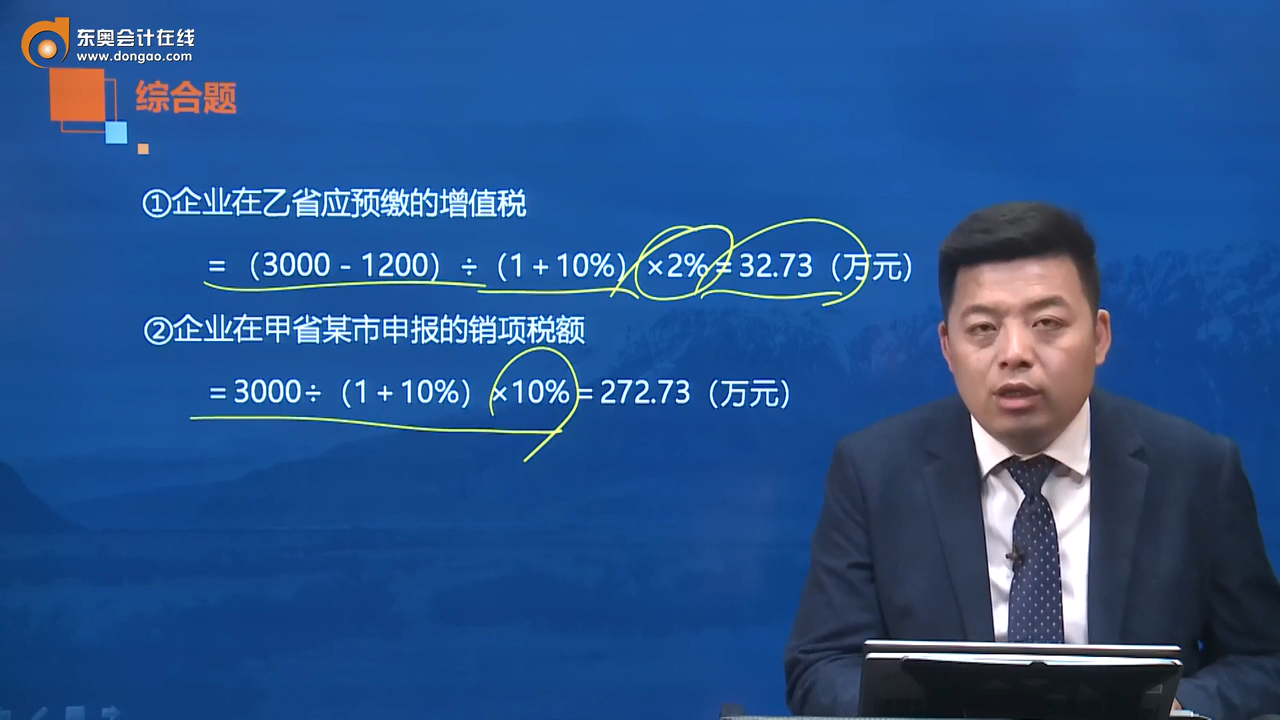 东奥会计在线
www.dongao.com
综合题
①企业在乙省应预缴的增值税
=（3000-1200）÷（1+10%）×2%=32.73（万元）
②企业在甲省某市申报的销项税额
=3000÷（1+10%）×10%=272.73（万元）